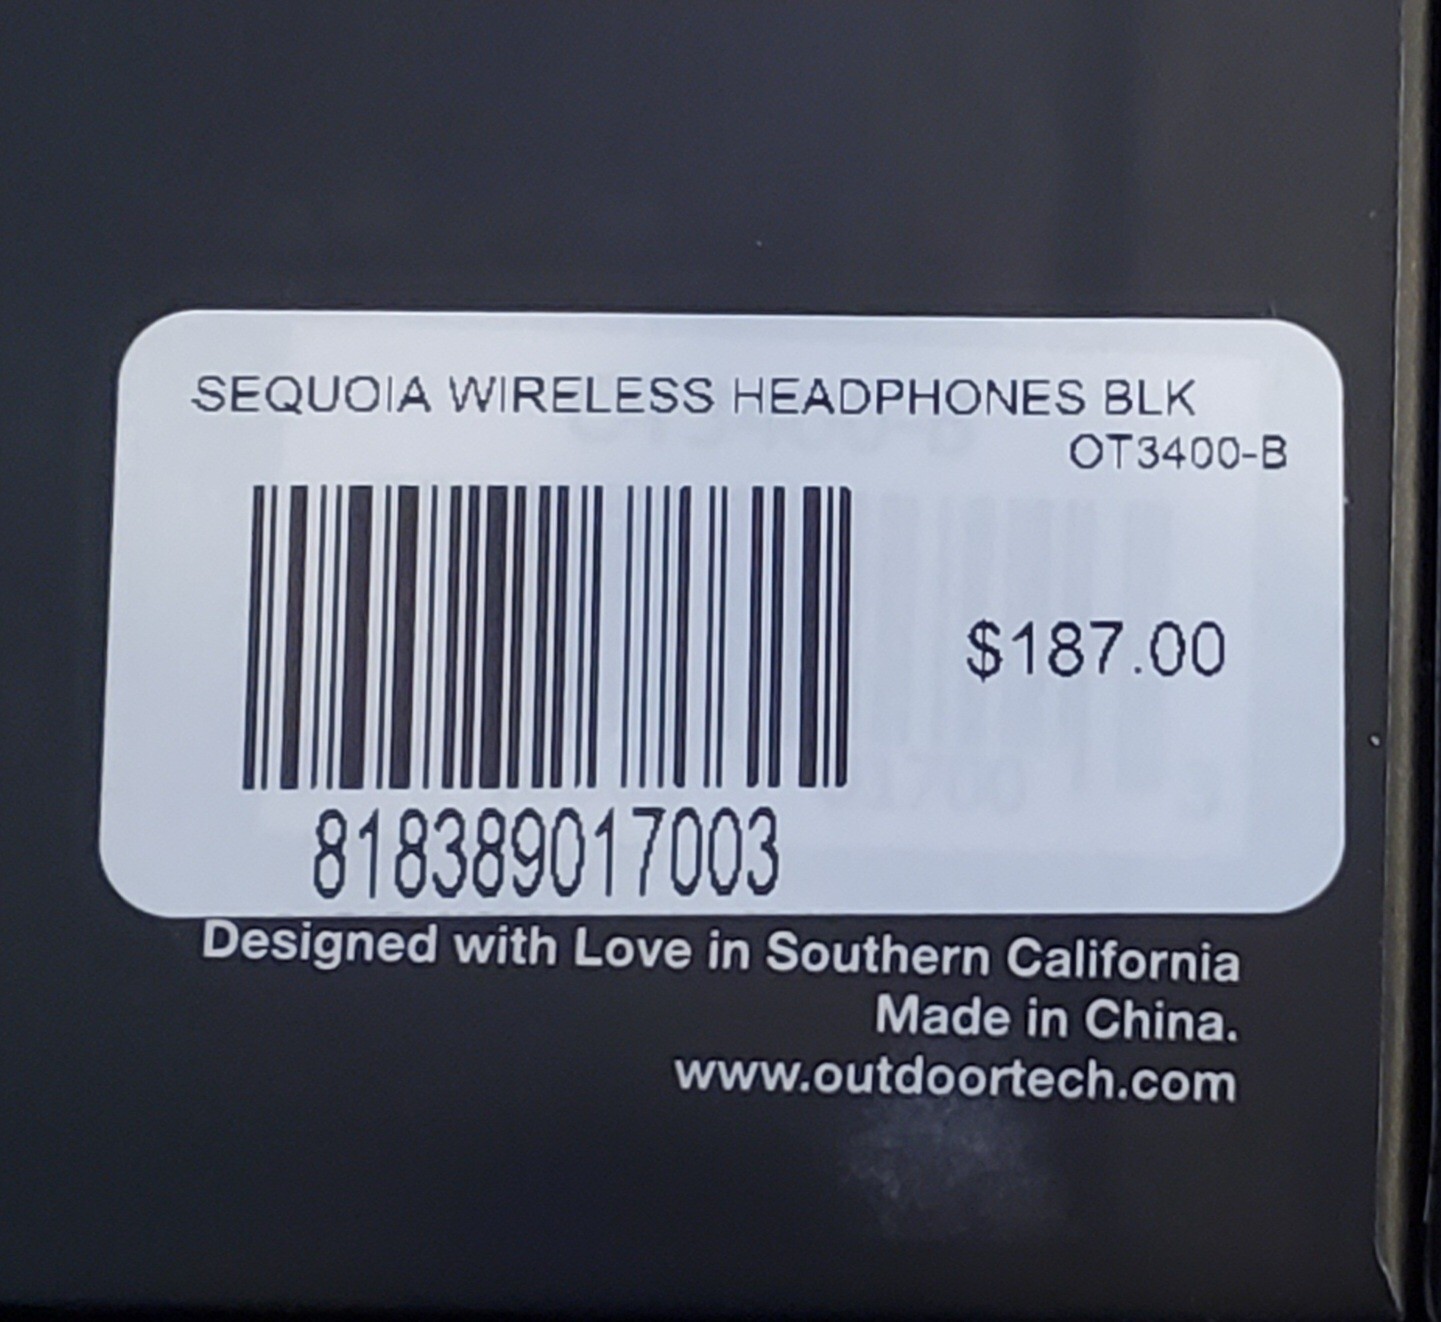 SEQUOIA WIRELESS HEADPHONES BLK
OT3400-B
$187.00
818389017003
Designed with Love in Southern California
Made in China.
www.outdoortech.com